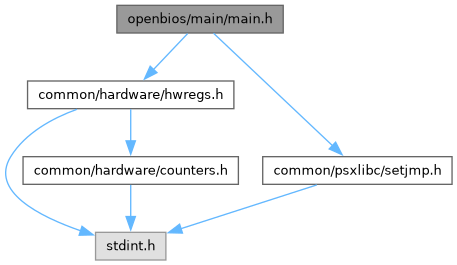 openbios/main/main.h
common/hardware/hwregs.h
common/hardware/counters.h
common/psxlibc/setjmp.h
stdint.h